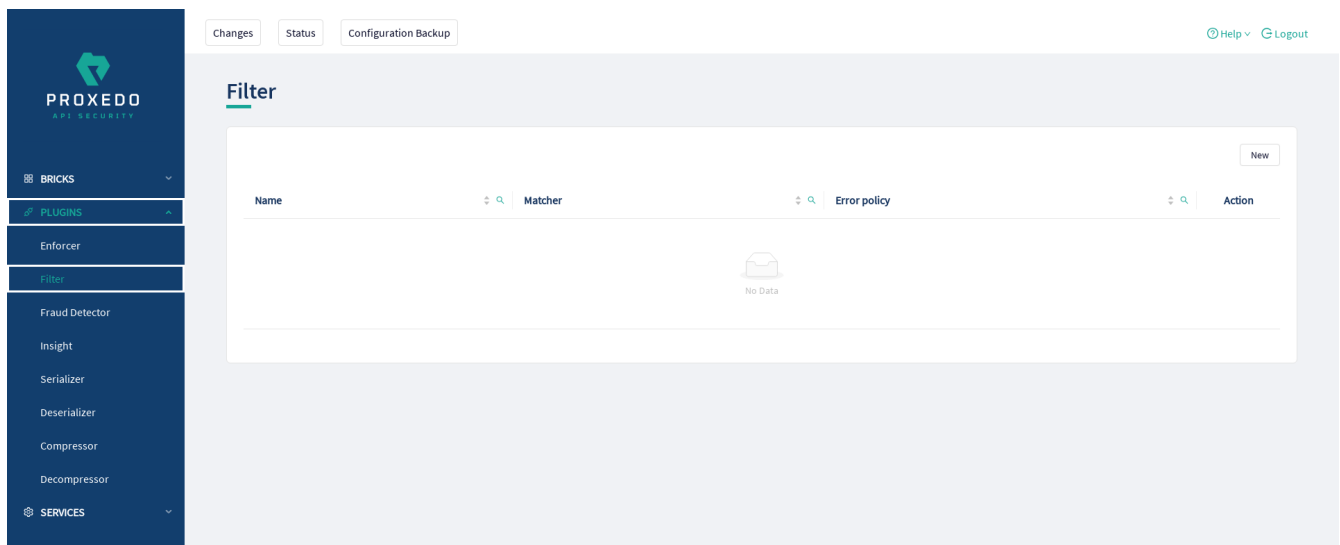 Changes Status Configuration Backup Help Logout
PROXEDO
API SECURITY
Filter
New
BRICKS
PLUGINS
Enforcer
Filter
Fraud Detector
Insight
Serializer
Deserializer
Compressor
Decompressor
SERVICES
Name Matcher Error policy Action
No Data